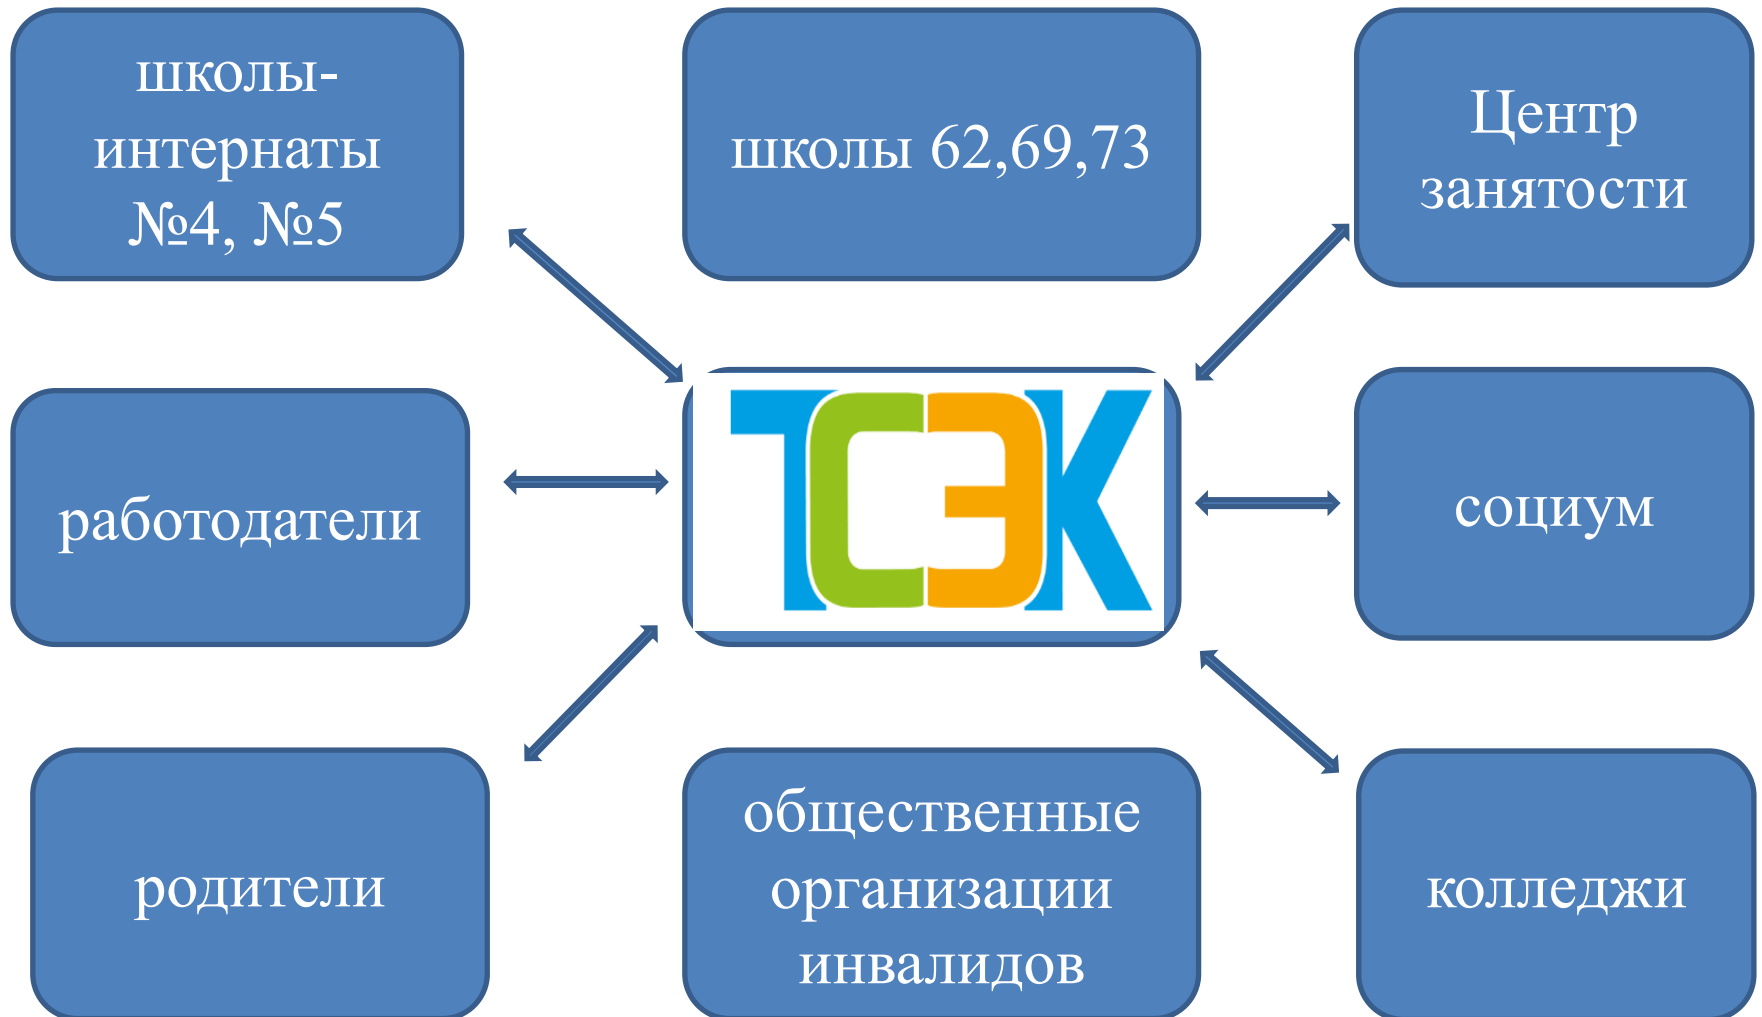 школы-
интернаты
№4, №5
школы 62,69,73
Центр
занятости
работодатели
ТСЭК
социум
родители
общественные
организации
инвалидов
колледжи